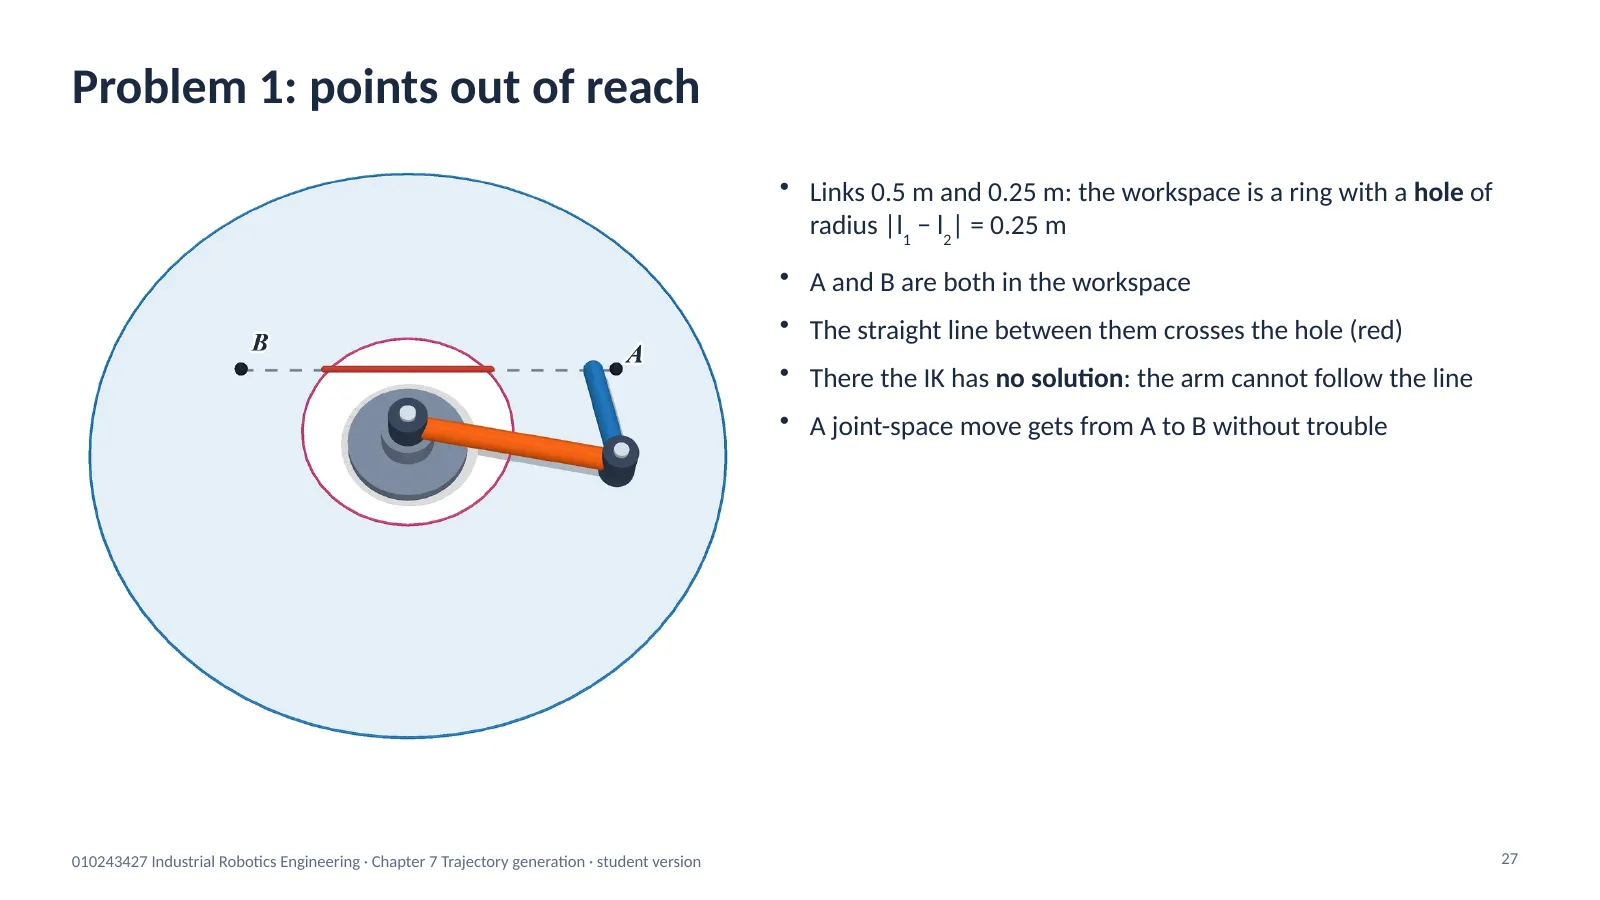 Problem 1: points out of reach
B
A
• Links 0.5 m and 0.25 m: the workspace is a ring with a hole of
radius |l₁ − l₂| = 0.25 m
• A and B are both in the workspace
• The straight line between them crosses the hole (red)
• There the IK has no solution: the arm cannot follow the line
• A joint-space move gets from A to B without trouble
010243427 Industrial Robotics Engineering · Chapter 7 Trajectory generation · student version
27